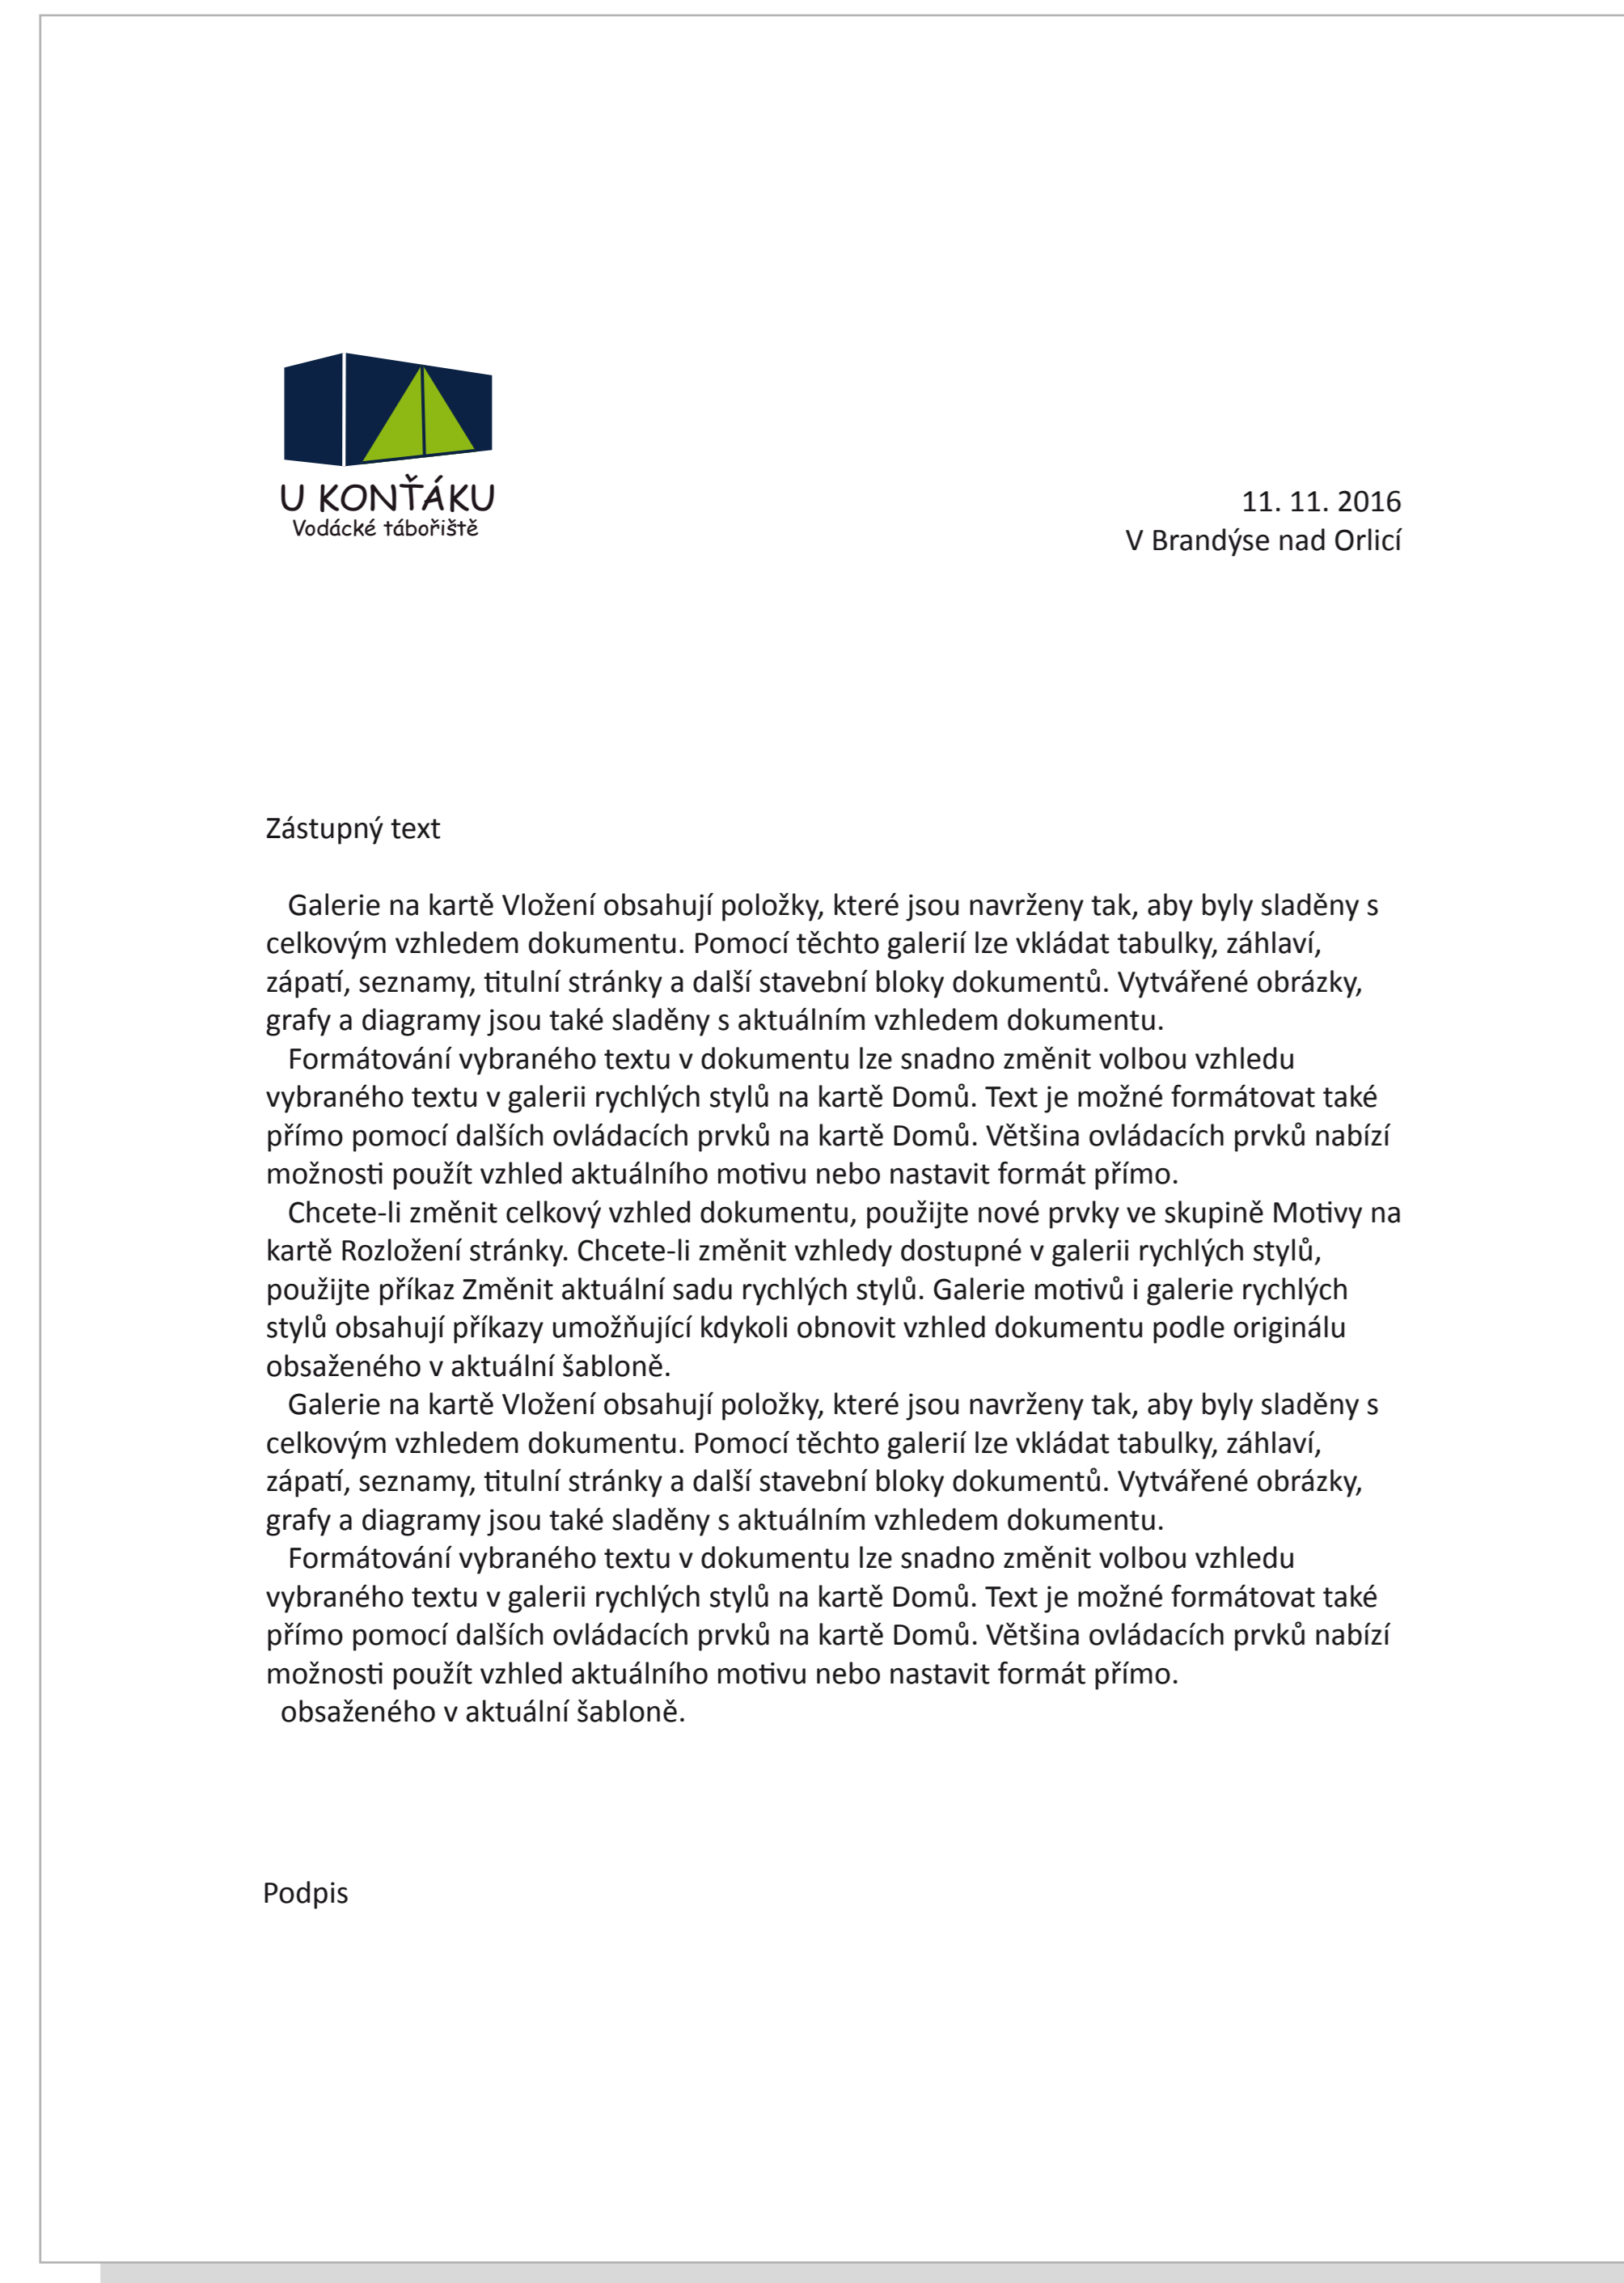 U KONŤÁKU
Vodácké tábořiště
11. 11. 2016
V Brandýse nad Orlicí
Zástupný text
Galerie na kartě Vložení obsahují položky, které jsou navrženy tak, aby byly sladěny s
celkovým vzhledem dokumentu. Pomocí těchto galerií lze vkládat tabulky, záhlaví,
zápatí, seznamy, titulní stránky a další stavební bloky dokumentů. Vytvářené obrázky,
grafy a diagramy jsou také sladěny s aktuálním vzhledem dokumentu.
Formátování vybraného textu v dokumentu lze snadno změnit volbou vzhledu
vybraného textu v galerii rychlých stylů na kartě Domů. Text je možné formátovat také
přímo pomocí dalších ovládacích prvků na kartě Domů. Většina ovládacích prvků nabízí
možnosti použít vzhled aktuálního motivu nebo nastavit formát přímo.
Chcete-li změnit celkový vzhled dokumentu, použijte nové prvky ve skupině Motivy na
kartě Rozložení stránky. Chcete-li změnit vzhledy dostupné v galerii rychlých stylů,
použijte příkaz Změnit aktuální sadu rychlých stylů. Galerie motivů i galerie rychlých
stylů obsahují příkazy umožňující kdykoli obnovit vzhled dokumentu podle originálu
obsaženého v aktuální šabloně.
Galerie na kartě Vložení obsahují položky, které jsou navrženy tak, aby byly sladěny s
celkovým vzhledem dokumentu. Pomocí těchto galerií lze vkládat tabulky, záhlaví,
zápatí, seznamy, titulní stránky a další stavební bloky dokumentů. Vytvářené obrázky,
grafy a diagramy jsou také sladěny s aktuálním vzhledem dokumentu.
Formátování vybraného textu v dokumentu lze snadno změnit volbou vzhledu
vybraného textu v galerii rychlých stylů na kartě Domů. Text je možné formátovat také
přímo pomocí dalších ovládacích prvků na kartě Domů. Většina ovládacích prvků nabízí
možnosti použít vzhled aktuálního motivu nebo nastavit formát přímo.
obsaženého v aktuální šabloně.
Podpis